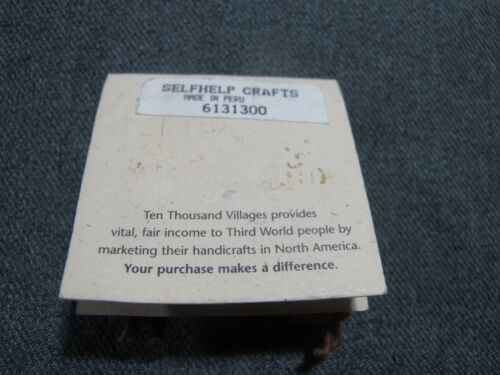 SELFHELP CRAFTS
MADE IN PERU
6131300
Ten Thousand Villages provides
vital, fair income to Third World people by
marketing their handicrafts in North America.
Your purchase makes a difference.